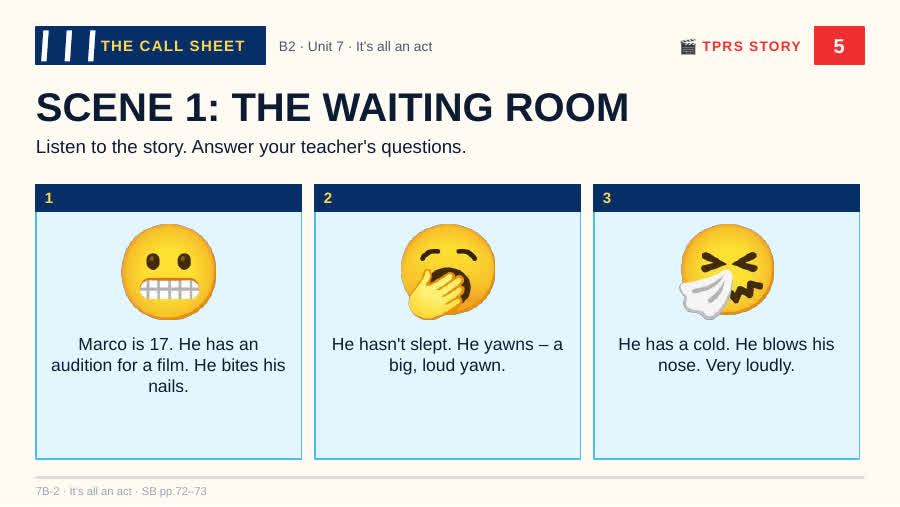 THE CALL SHEET
B2 · Unit 7 · It's all an act
TPRS STORY
5
SCENE 1: THE WAITING ROOM
Listen to the story. Answer your teacher's questions.
1
Marco is 17. He has an
audition for a film. He bites his
nails.
2
He hasn't slept. He yawns – a
big, loud yawn.
3
He has a cold. He blows his
nose. Very loudly.
7B-2 · It's all an act · SB pp.72–73